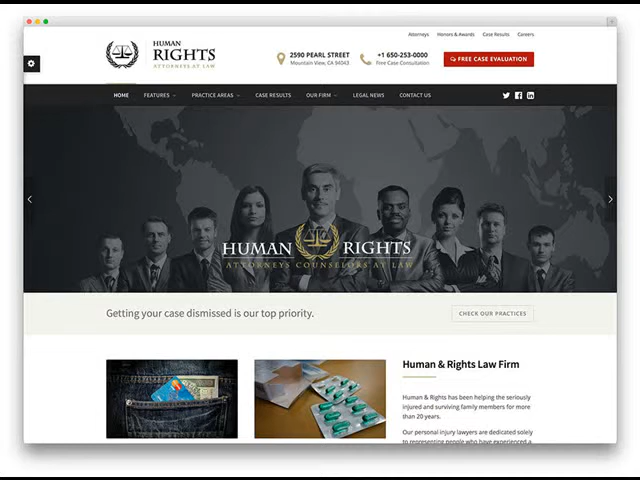 Attorneys Honors & Awards Case Results Careers
HUMAN
RIGHTS
ATTORNEYS AT LAW
2590 PEARL STREET
Mountain View, CA 94043
+1 650-253-0000
Free Case Consultation
FREE CASE EVALUATION
HOME FEATURES PRACTICE AREAS CASE RESULTS OUR FIRM LEGAL NEWS CONTACT US
HUMAN RIGHTS
ATTORNEYS COUNSELORS AT LAW
Getting your case dismissed is our top priority.
CHECK OUR PRACTICES
Human & Rights Law Firm
Human & Rights has been helping the seriously
injured and surviving family members for more
than 20 years.
Our personal injury lawyers are dedicated solely
to representing people who have experienced a